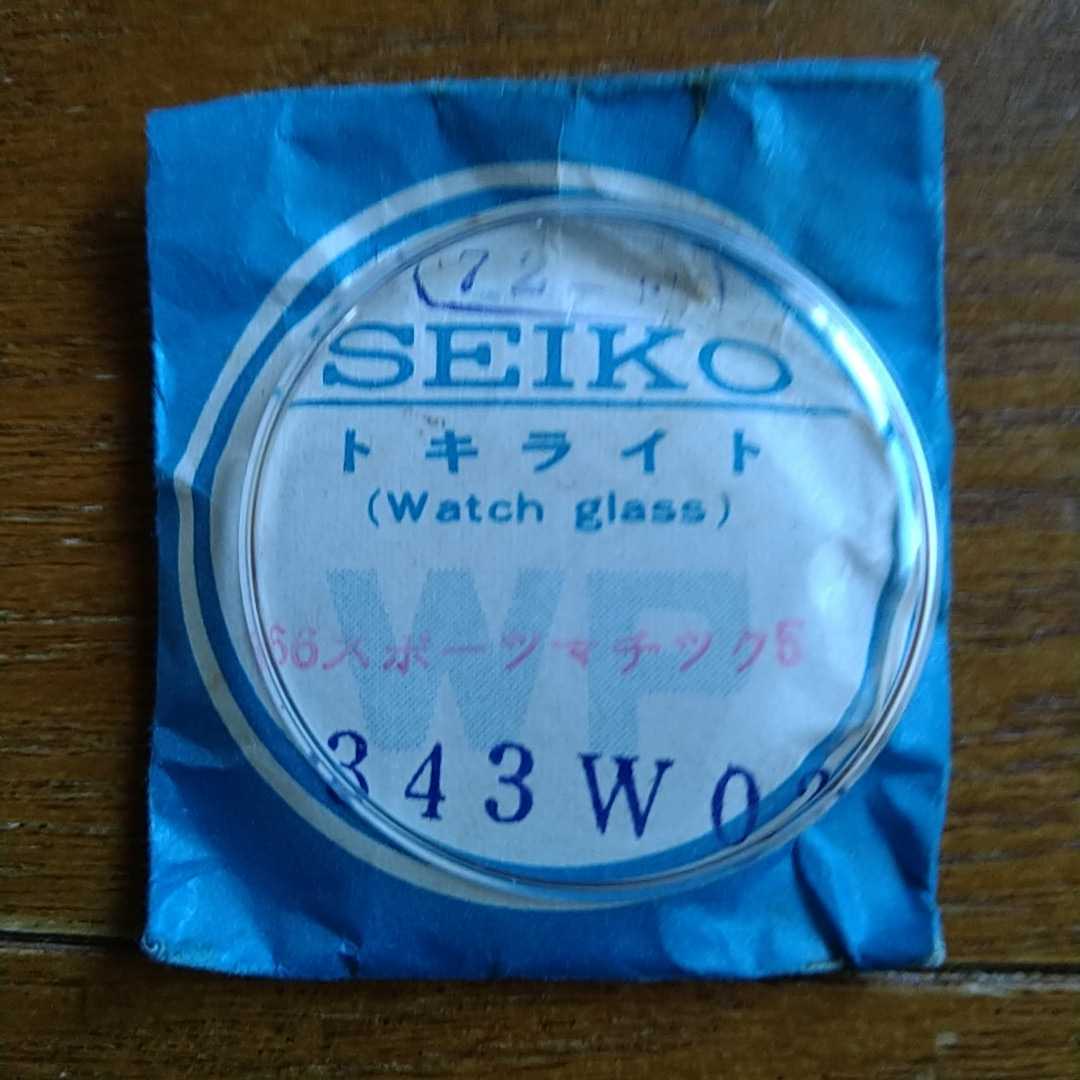 72-
SEIKO
トキライト
(Watch glass)
WP
66スポーツマチック5
343W02